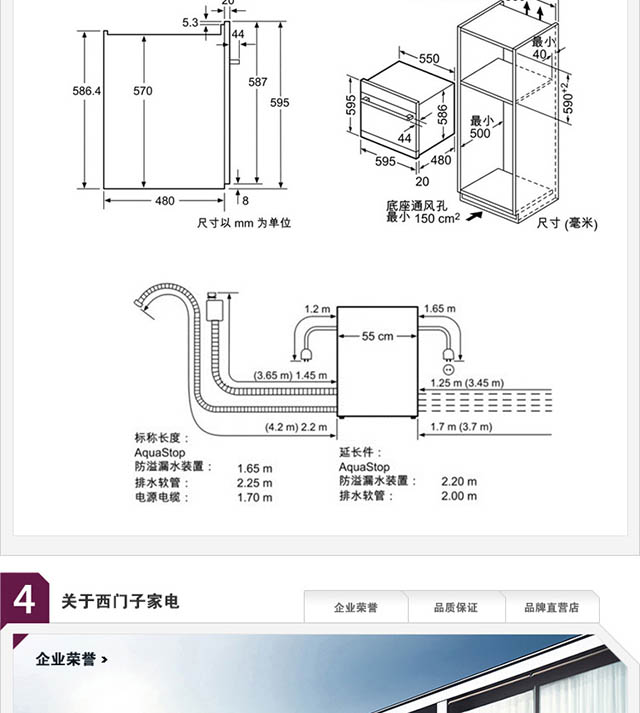 5.3
44
586.4
570
587
595
480
8
尺寸以 mm 为单位
550
最小
40
590+2
595
586
44
最小
500
595
480
20
底座通风孔
最小 150 cm2
尺寸 (毫米)
1.2 m
1.65 m
55 cm
(3.65 m) 1.45 m
1.25 m (3.45 m)
(4.2 m) 2.2 m
1.7 m (3.7 m)
标称长度：
AquaStop
防溢漏水装置： 1.65 m
排水软管： 2.25 m
电源电缆： 1.70 m
延长件：
AquaStop
防溢漏水装置： 2.20 m
排水软管： 2.00 m
4 关于西门子家电
企业荣誉 品质保证 品牌直营店
企业荣誉 ›